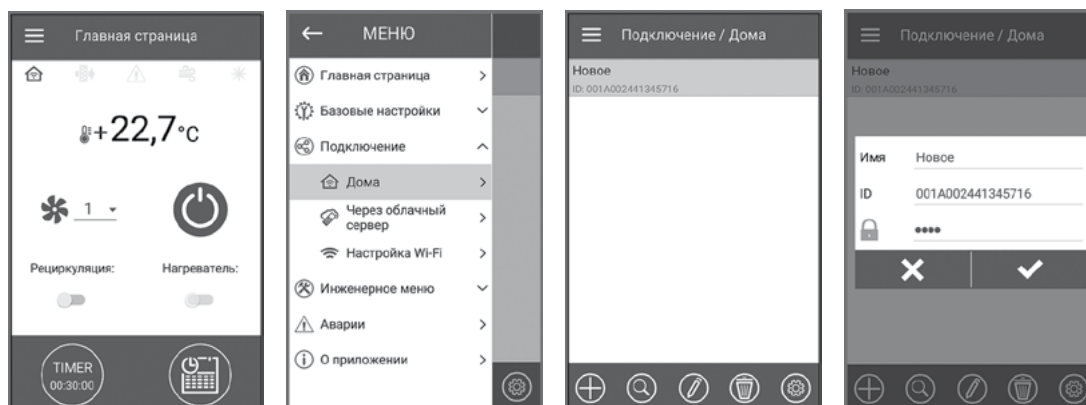 Главная страница
+22,7°C
1
Рециркуляция:
Нагреватель:
TIMER
00:30:00
МЕНЮ
Главная страница
Базовые настройки
Подключение
Дома
Через облачный
сервер
Настройка Wi-Fi
Инженерное меню
Аварии
О приложении
Подключение / Дома
Новое
ID: 001A002441345716
Подключение / Дома
Новое
ID: 001A002441345716
Имя Новое
ID 001A002441345716
••••